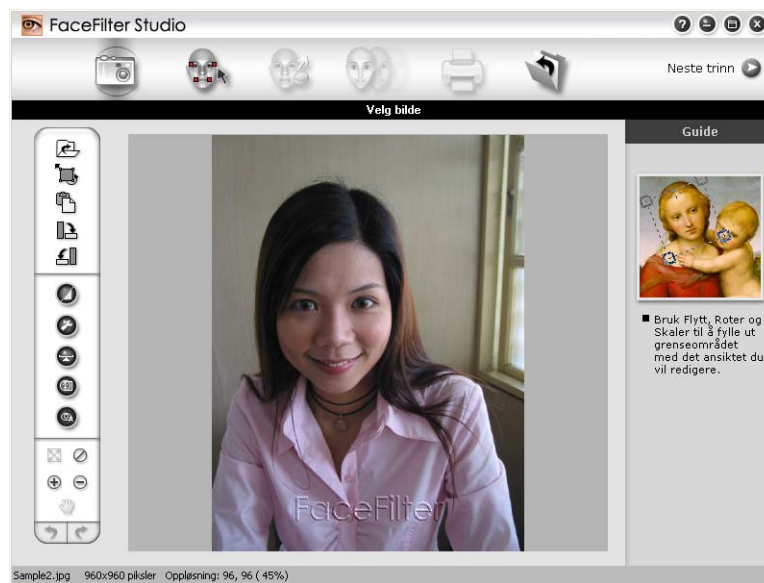 FaceFilter Studio
Neste trinn
Velg bilde
Guide
Bruk Flytt, Roter og
Skaler til å fylle ut
grenseområdet
med det ansiktet du
vil redigere.
FaceFilter
Sample2.jpg 960x960 piksler Oppløsning: 96, 96 ( 45%)